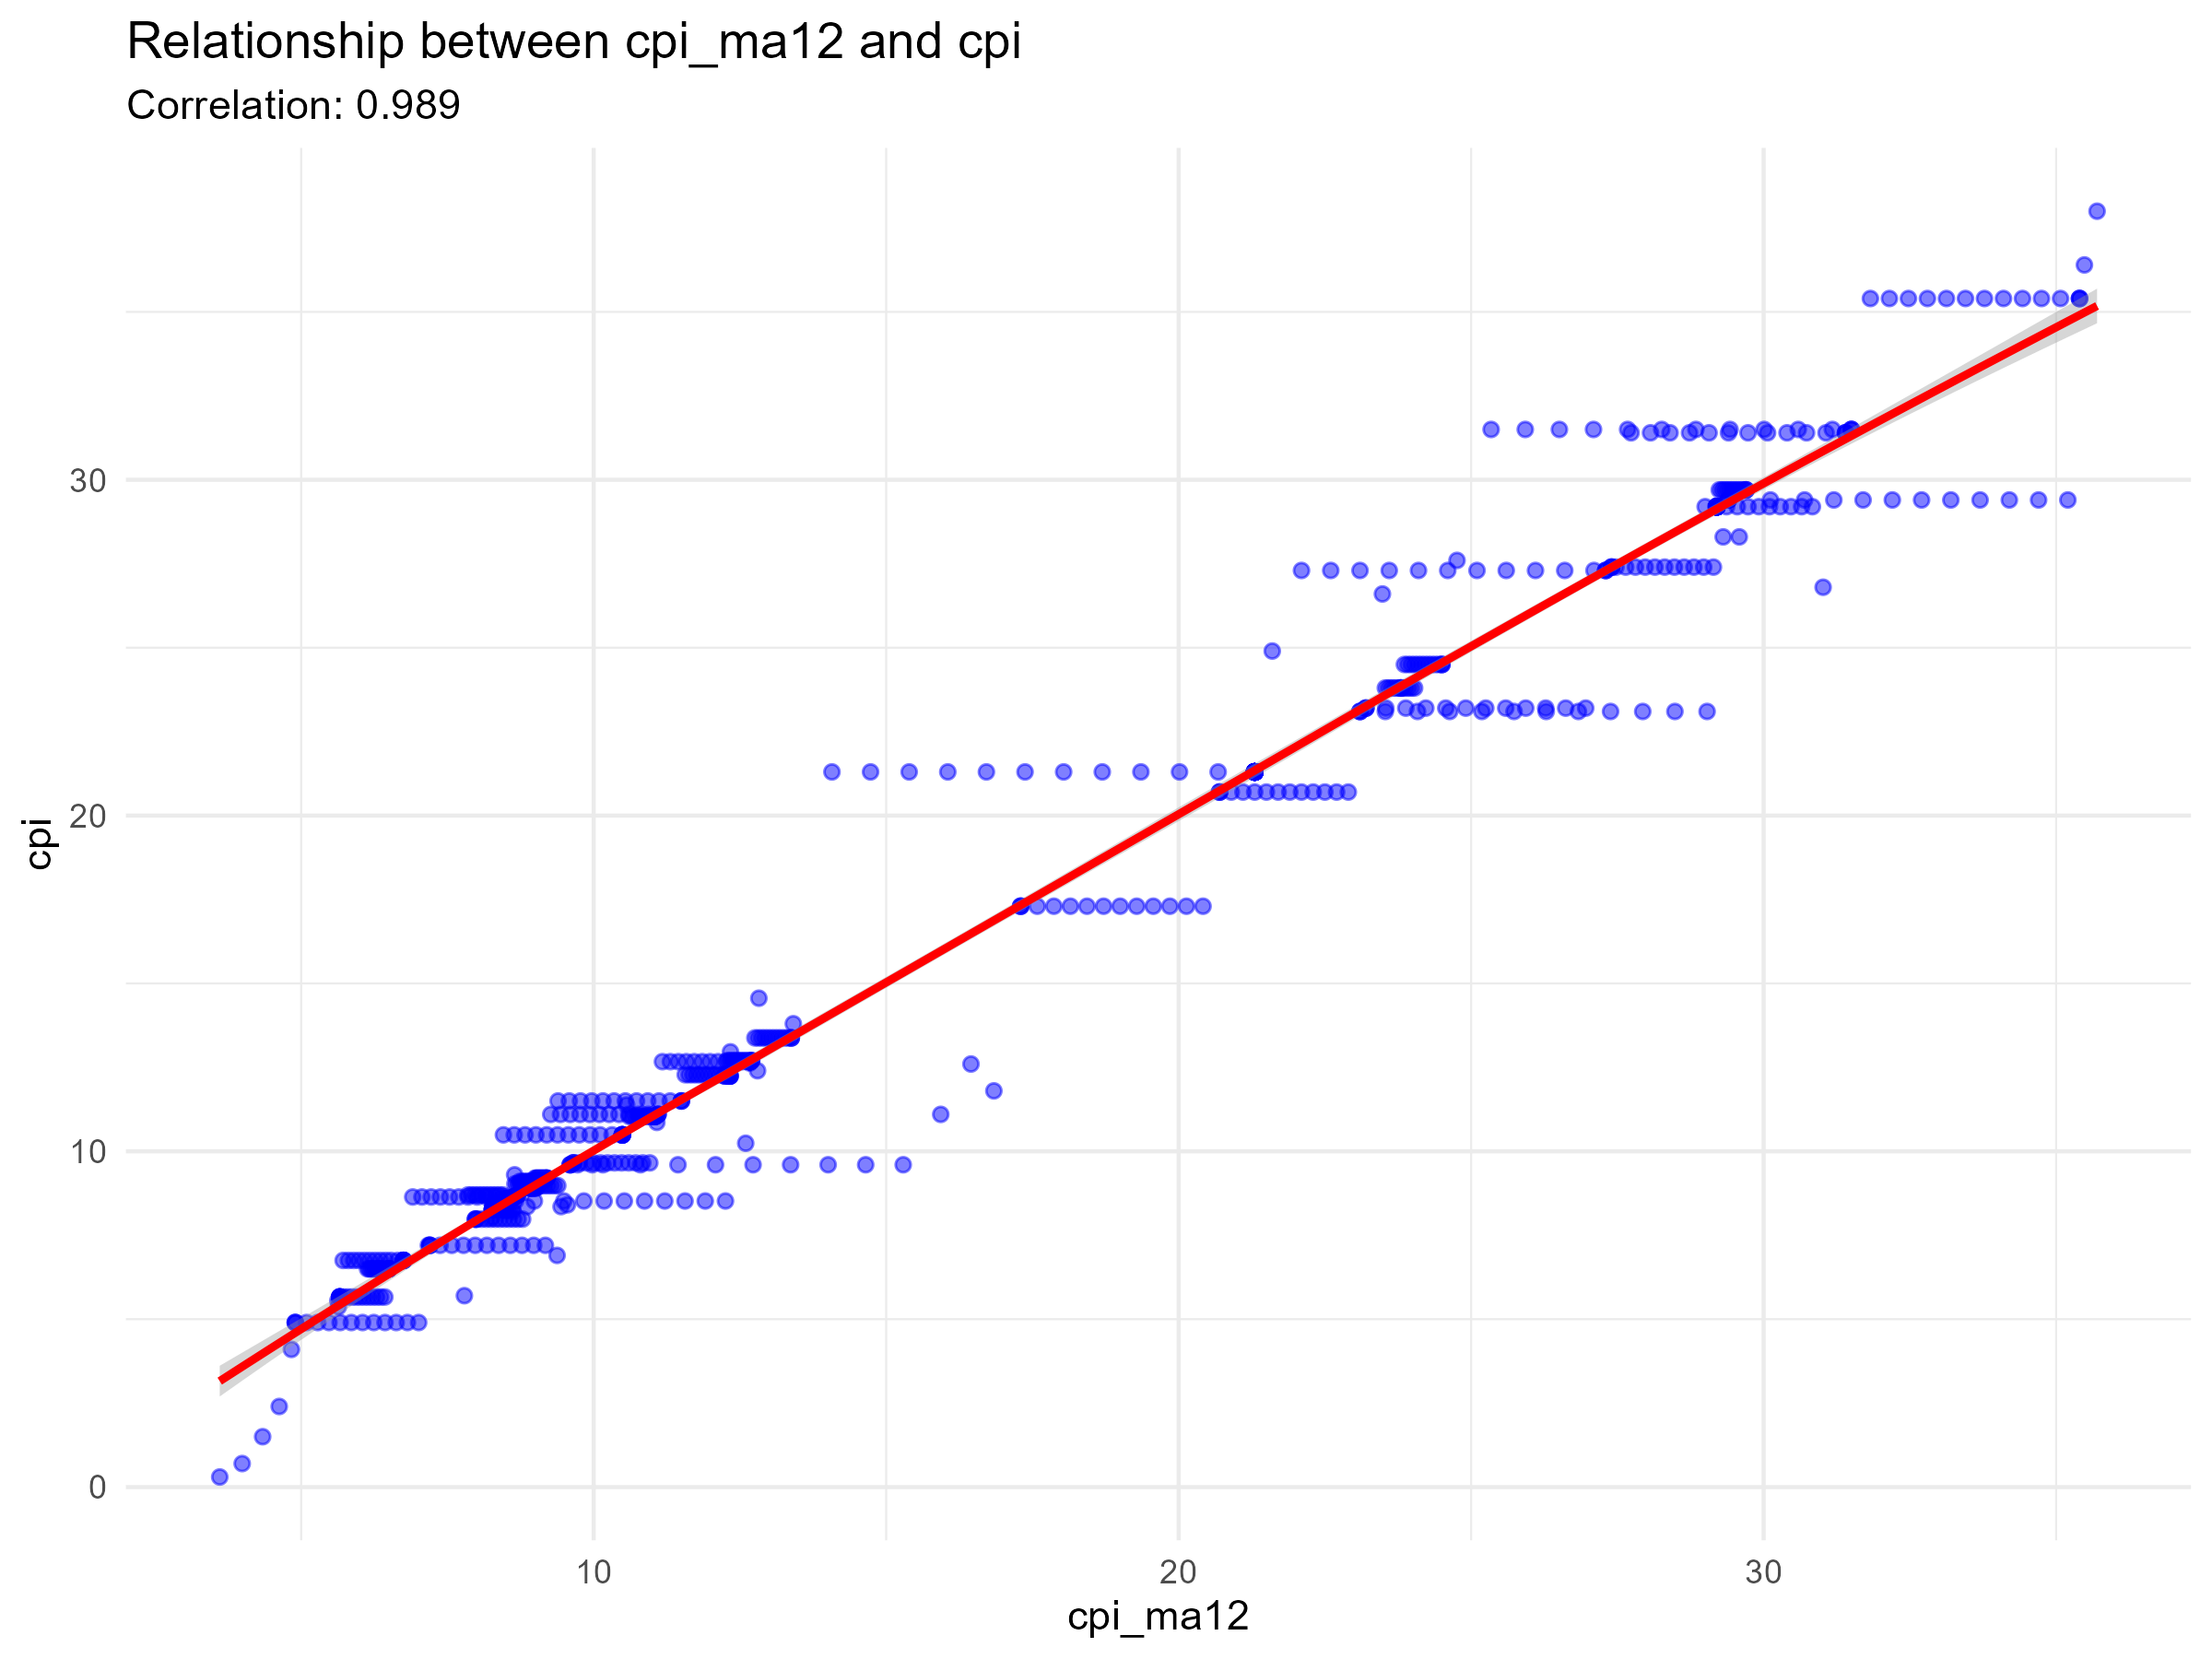 Relationship between cpi_ma12 and cpi
Correlation: 0.989
30
20
10
0
cpi
10 20 30
cpi_ma12